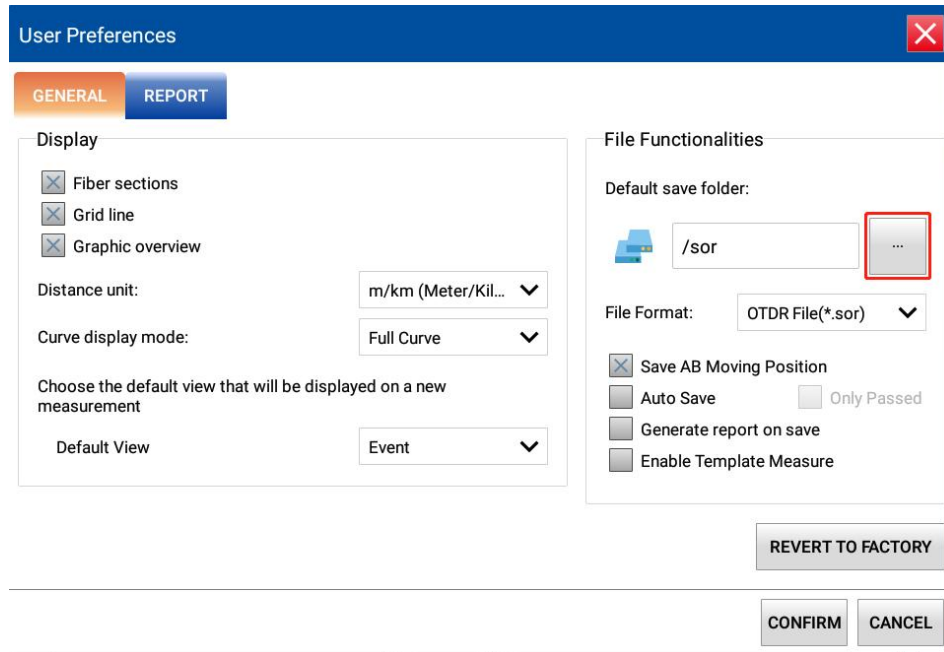 User Preferences
GENERAL
REPORT
Display
Fiber sections
Grid line
Graphic overview
Distance unit:
m/km (Meter/Kil...
Curve display mode:
Full Curve
Choose the default view that will be displayed on a new
measurement
Default View
Event
File Functionalities
Default save folder:
/sor
...
File Format:
OTDR File(*.sor)
Save AB Moving Position
Auto Save
Only Passed
Generate report on save
Enable Template Measure
REVERT TO FACTORY
CONFIRM
CANCEL